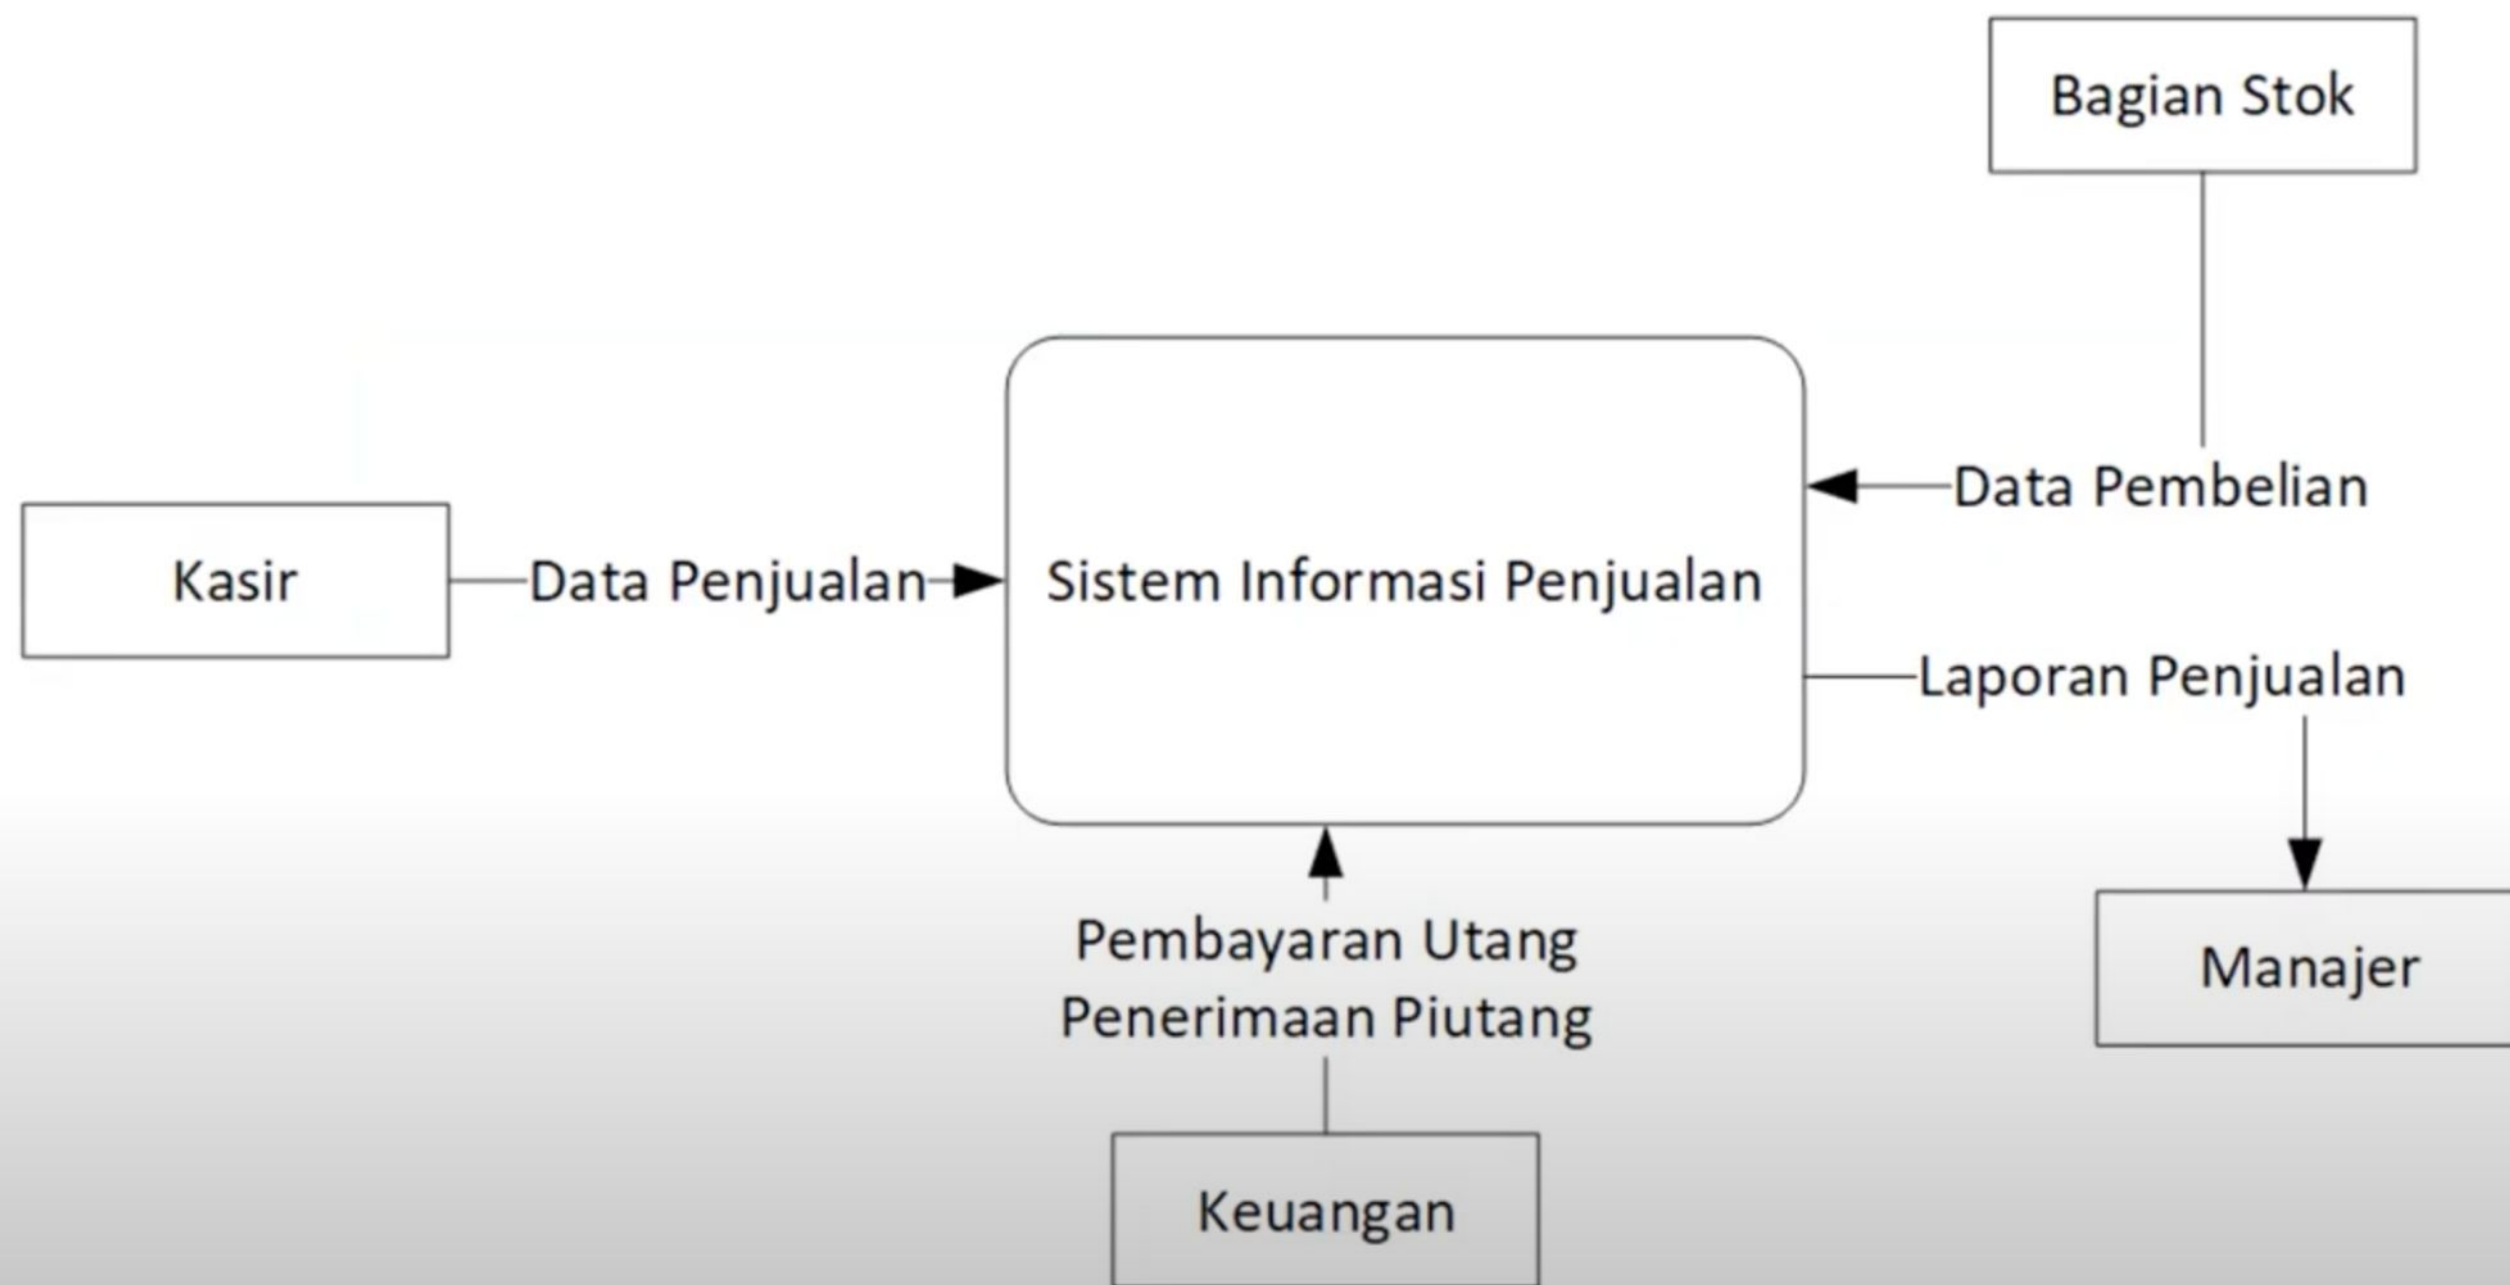 Bagian Stok
Data Pembelian
Kasir
Data Penjualan
Sistem Informasi Penjualan
Laporan Penjualan
Pembayaran Utang
Penerimaan Piutang
Manajer
Keuangan